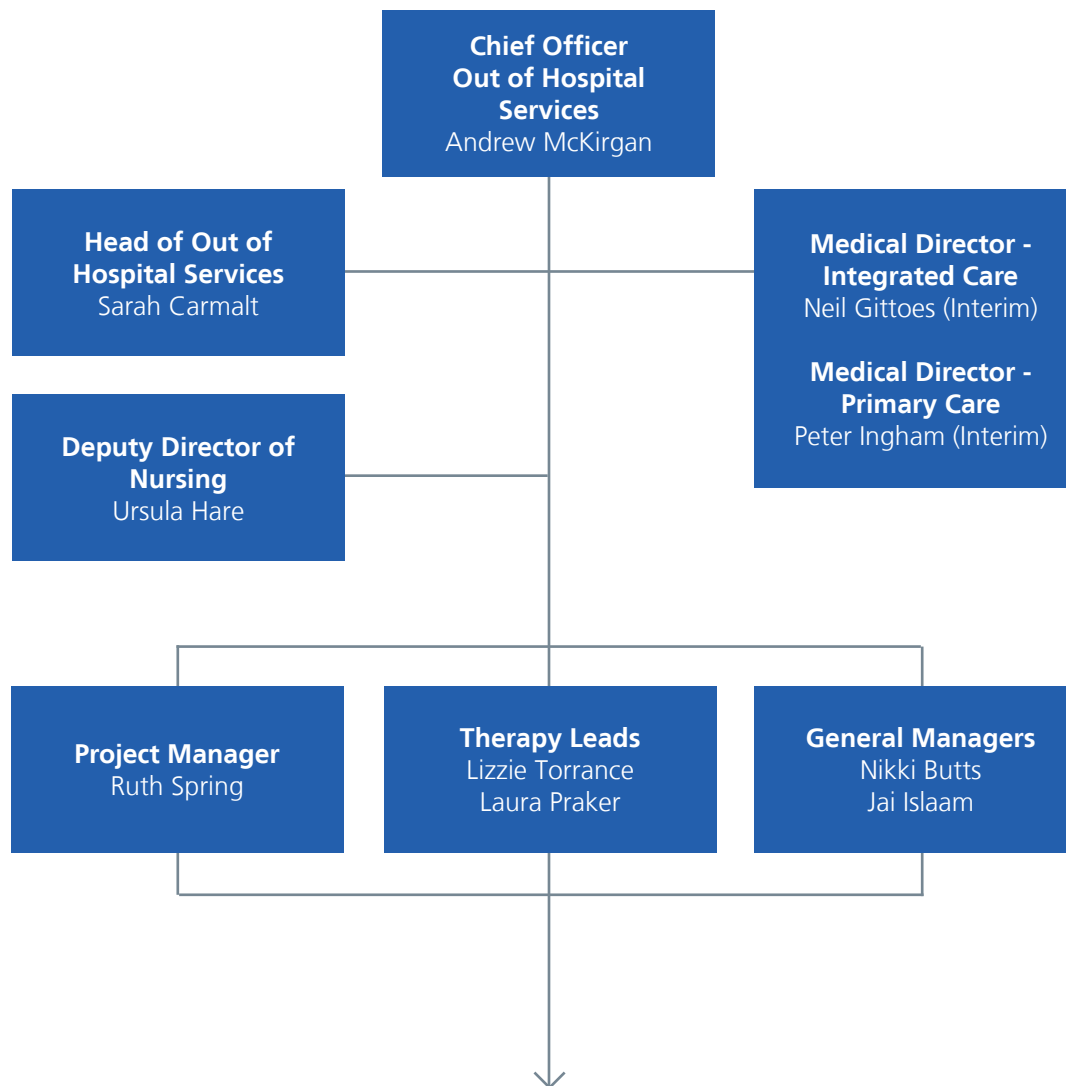 Chief Officer
Out of Hospital
Services
Andrew McKirgan
Head of Out of
Hospital Services
Sarah Carmalt
Medical Director -
Integrated Care
Neil Gittoes (Interim)
Medical Director -
Primary Care
Peter Ingham (Interim)
Deputy Director of
Nursing
Ursula Hare
Project Manager
Ruth Spring
Therapy Leads
Lizzie Torrance
Laura Praker
General Managers
Nikki Butts
Jai Islaam